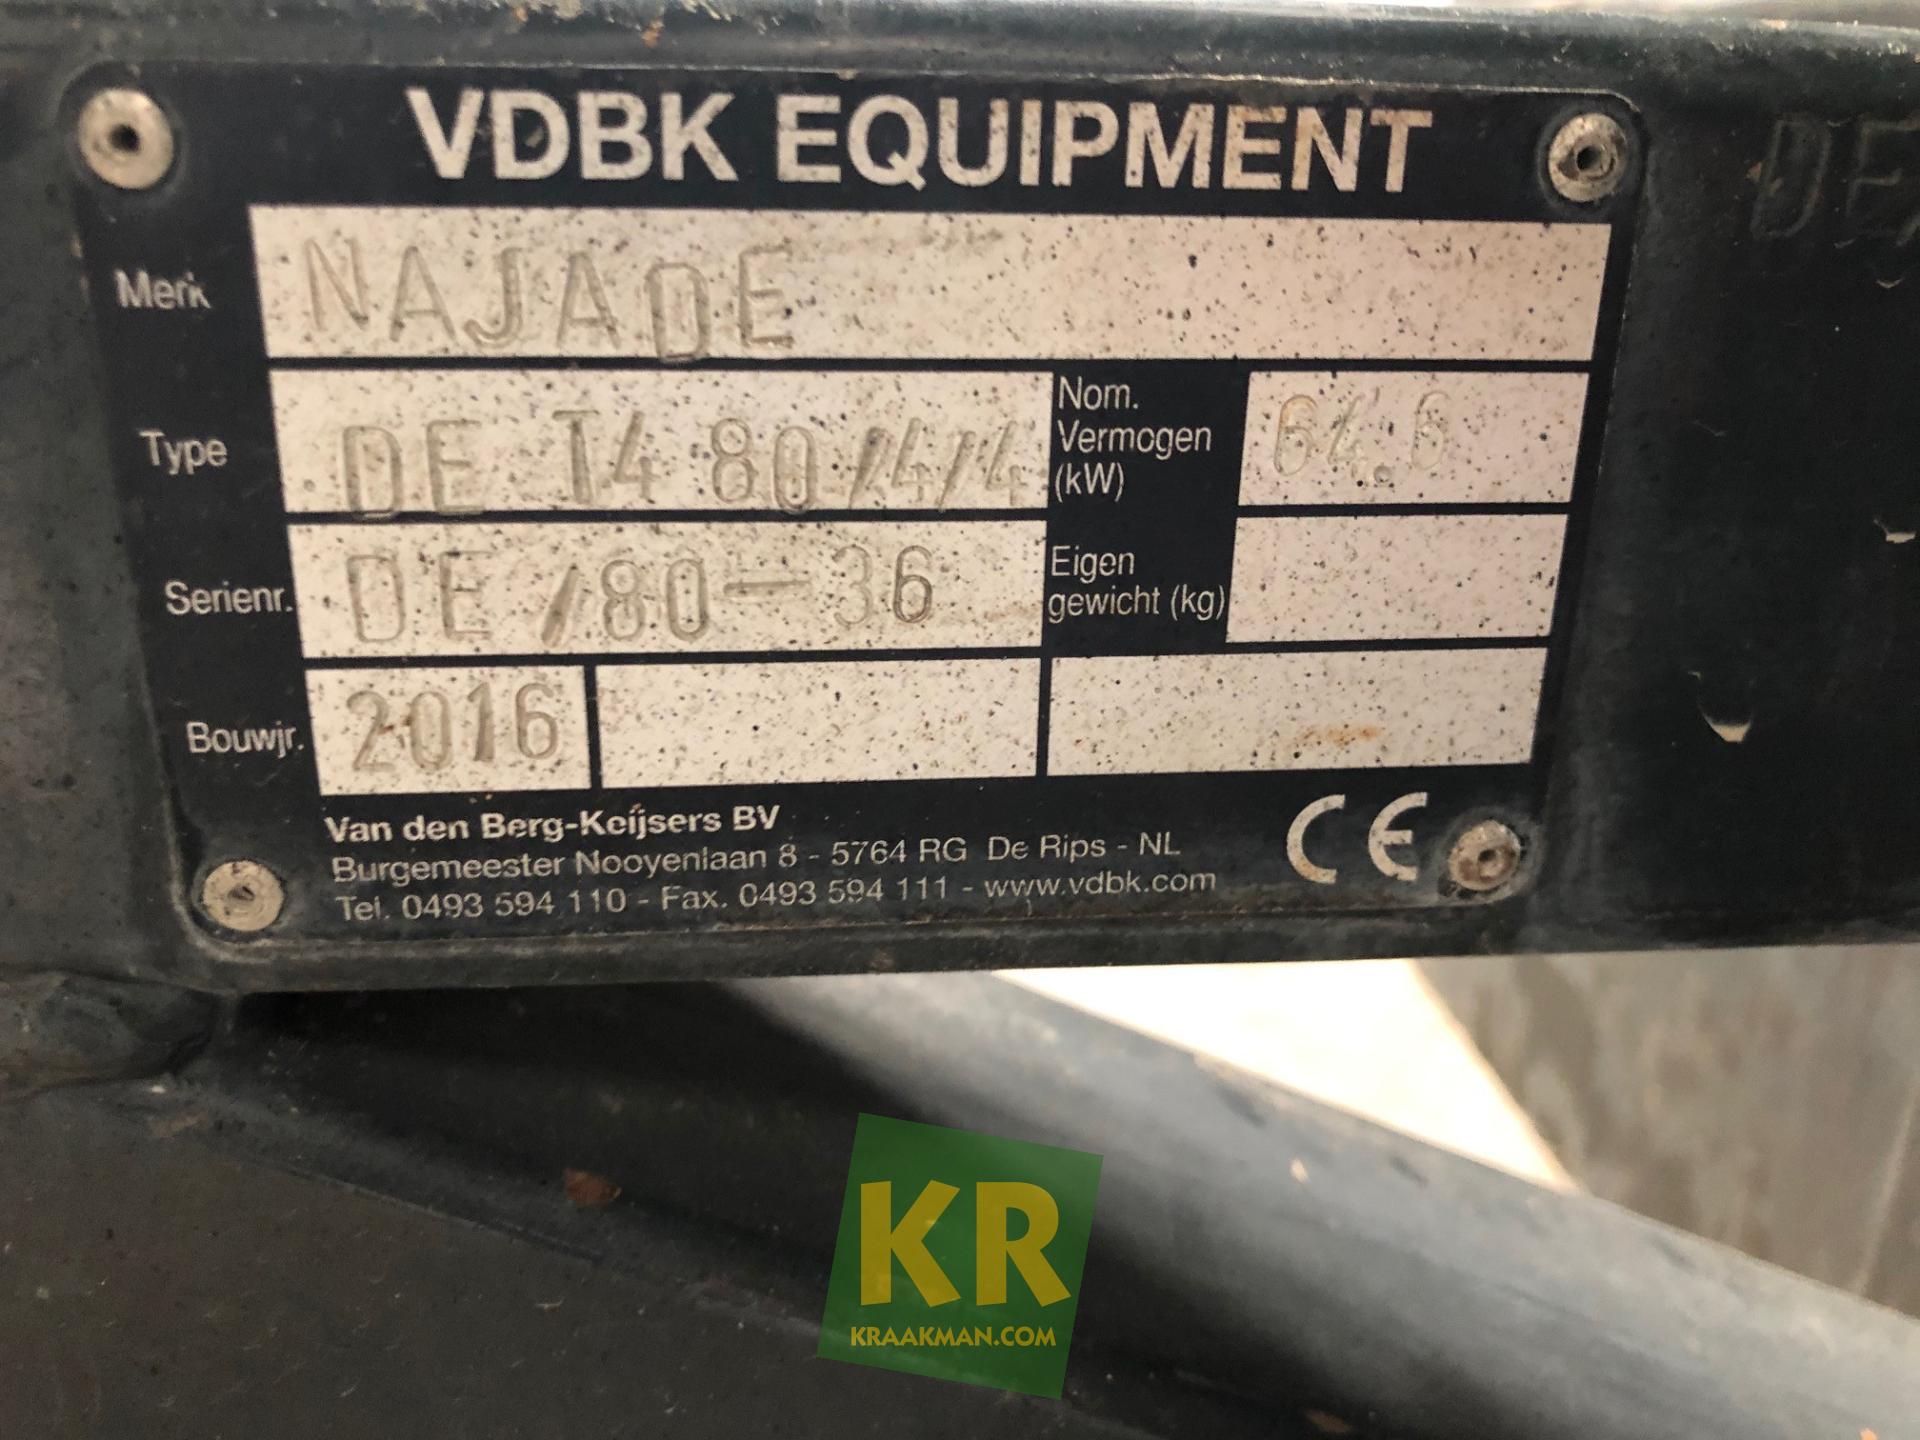 VDBK EQUIPMENT
Merk NAJADE
Type DE T4 80/4/4
Nom. Vermogen (kW) 64.6
Serienr. DE/80-36
Eigen gewicht (kg)
Bouwjr. 2016
Van den Berg-Keijsers BV
Burgemeester Nooyenlaan 8 - 5764 RG De Rips - NL
Tel. 0493 594 110 - Fax. 0493 594 111 - www.vdbk.com
CE
DE
KR
KRAAKMAN.COM